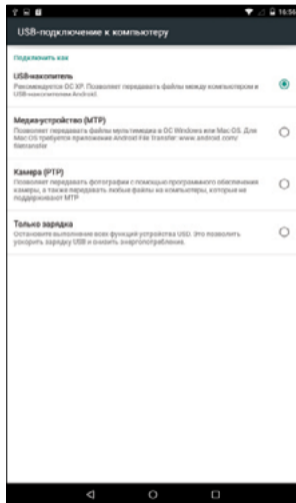 16:56
USB-подключение к компьютеру
Подключить как
USB-накопитель
Рекомендуется ОС XP. Позволяет передавать файлы между компьютером и
USB-накопителем Android.
Медиа-устройство (MTP)
Позволяет передавать файлы мультимедиа в ОС Windows или Mac OS. Для
Mac OS требуется приложение Android File Transfer: www.android.com/
filetransfer
Камера (PTP)
Позволяет передавать фотографии с помощью программного обеспечения
камеры, а также передавать любые файлы на компьютеры, которые не
поддерживают MTP
Только зарядка
Остановите выполнение всех функций устройства USB. Это позволить
ускорить зарядку USB и снизить энергопотребление.